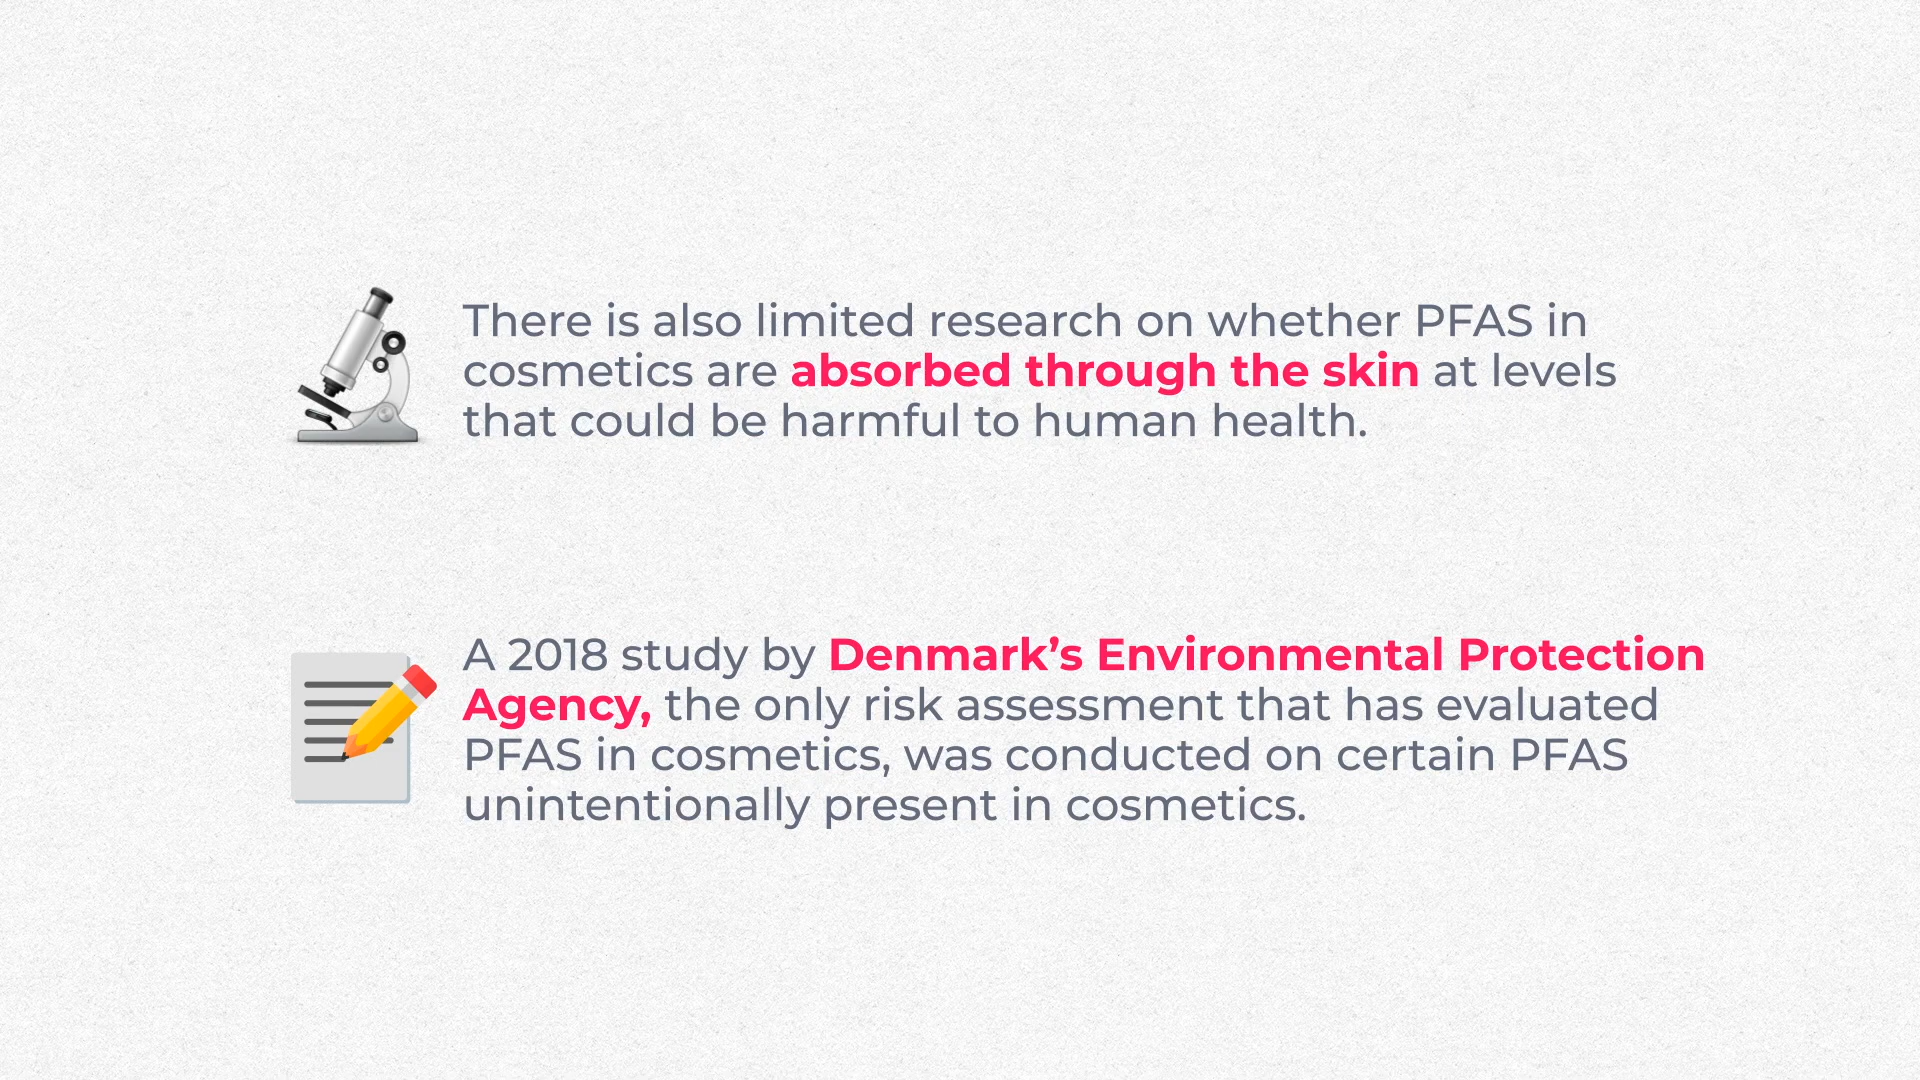 There is also limited research on whether PFAS in
cosmetics are absorbed through the skin at levels
that could be harmful to human health.
A 2018 study by Denmark’s Environmental Protection
Agency, the only risk assessment that has evaluated
PFAS in cosmetics, was conducted on certain PFAS
unintentionally present in cosmetics.